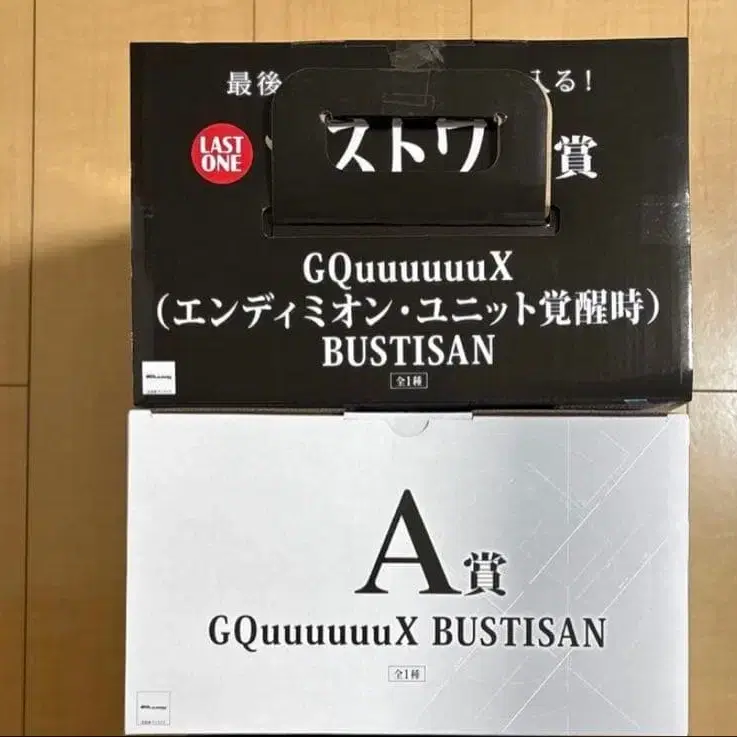 最後
入る!
LAST
ONE
ストワ 賞
GQuuuuuuX
(エンディミオン・ユニット覚醒時)
BUSTISAN
全1種
A賞
GQuuuuuuX BUSTISAN
全1種